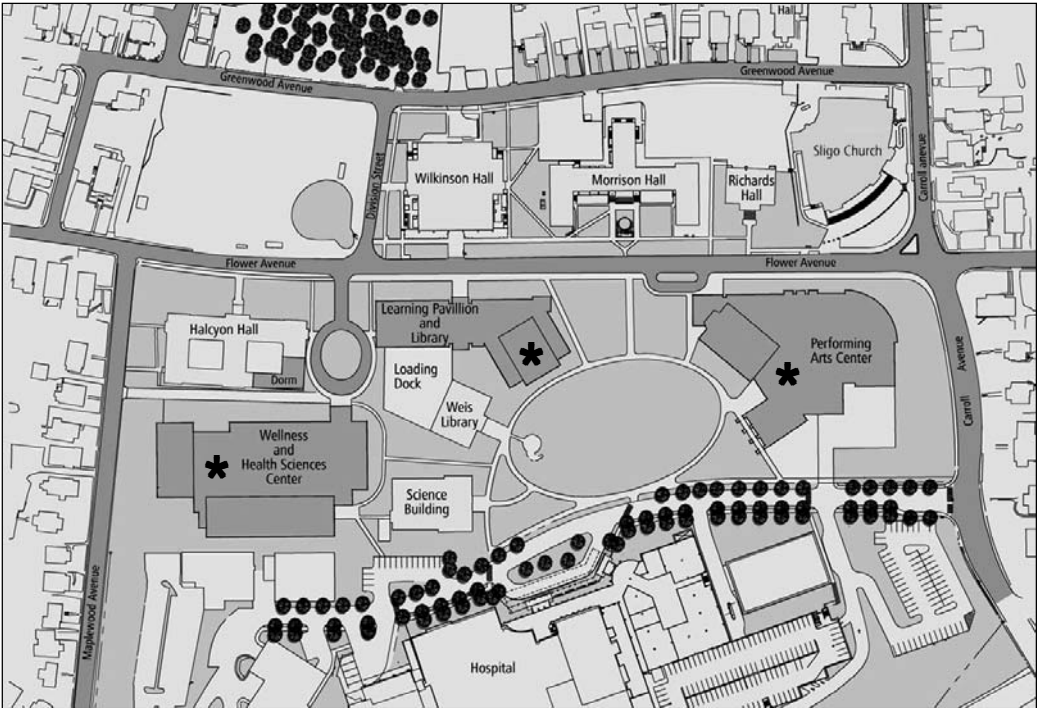 Hall
Greenwood Avenue
Greenwood Avenue
Division Street
Wilkinson Hall
Morrison Hall
Richards
Hall
Sligo Church
Carroll anevue
Flower Avenue
Flower Avenue
Halcyon Hall
Dorm
Learning Pavillion
and
Library
*
Loading
Dock
Weis
Library
Performing
Arts Center
*
Carroll Avenue
Wellness
and
Health Sciences
Center
*
Science
Building
Maplewood Avenue
Hospital